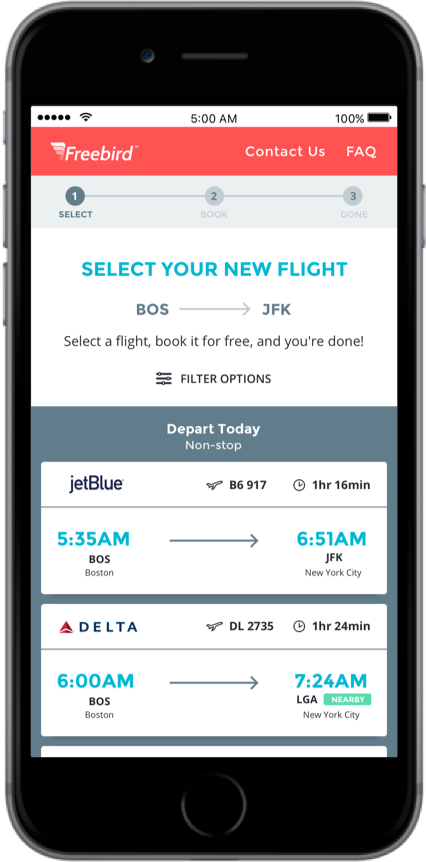 5:00 AM 100%
Freebird™ Contact Us FAQ
1 2 3
SELECT BOOK DONE
SELECT YOUR NEW FLIGHT
BOS JFK
Select a flight, book it for free, and you're done!
FILTER OPTIONS
Depart Today
Non-stop
jetBlue B6 917 1hr 16min
5:35AM 6:51AM
BOS JFK
Boston New York City
DELTA DL 2735 1hr 24min
6:00AM 7:24AM
BOS LGA NEARBY
Boston New York City